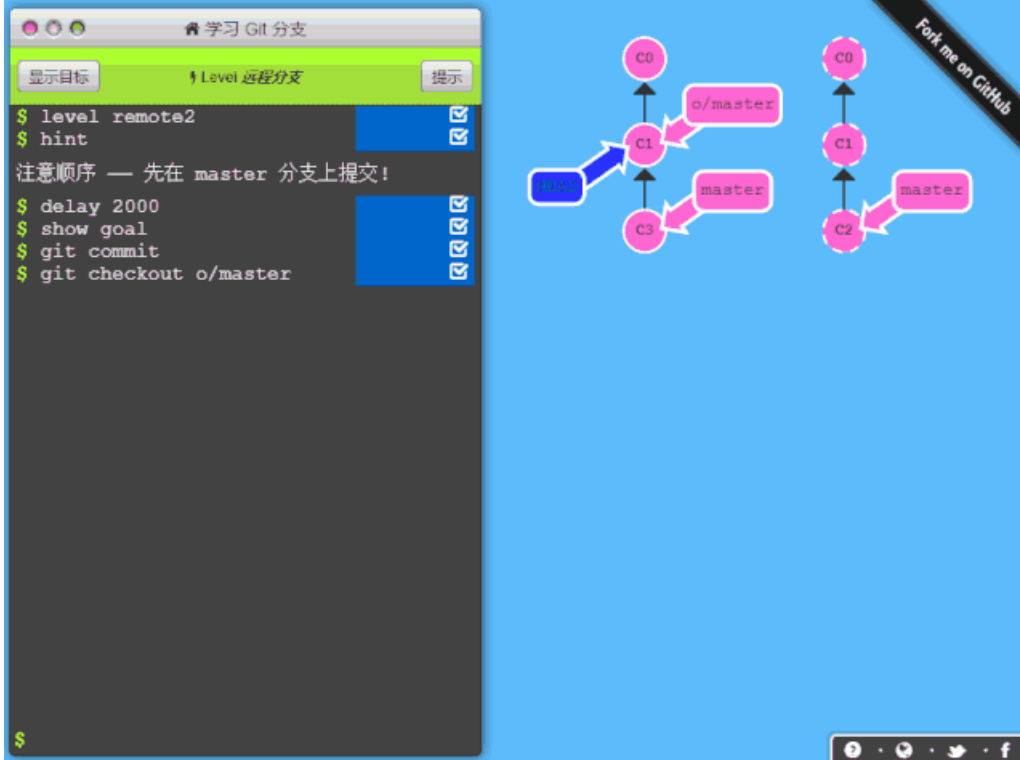 学习 Git 分支
显示目标
Level 远程分支
提示
$ level remote2
$ hint
注意顺序 —— 先在 master 分支上提交!
$ delay 2000
$ show goal
$ git commit
$ git checkout o/master
$
C0
o/master
C1
master
C3
C0
C1
master
C2
Fork me on GitHub